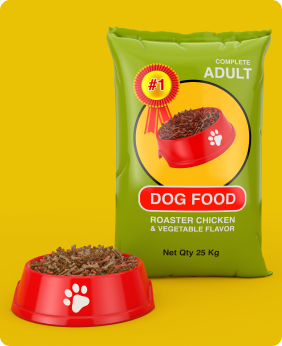 COMPLETE
ADULT
#1
DOG FOOD
ROASTER CHICKEN
& VEGETABLE FLAVOR
Net Qty 25 Kg